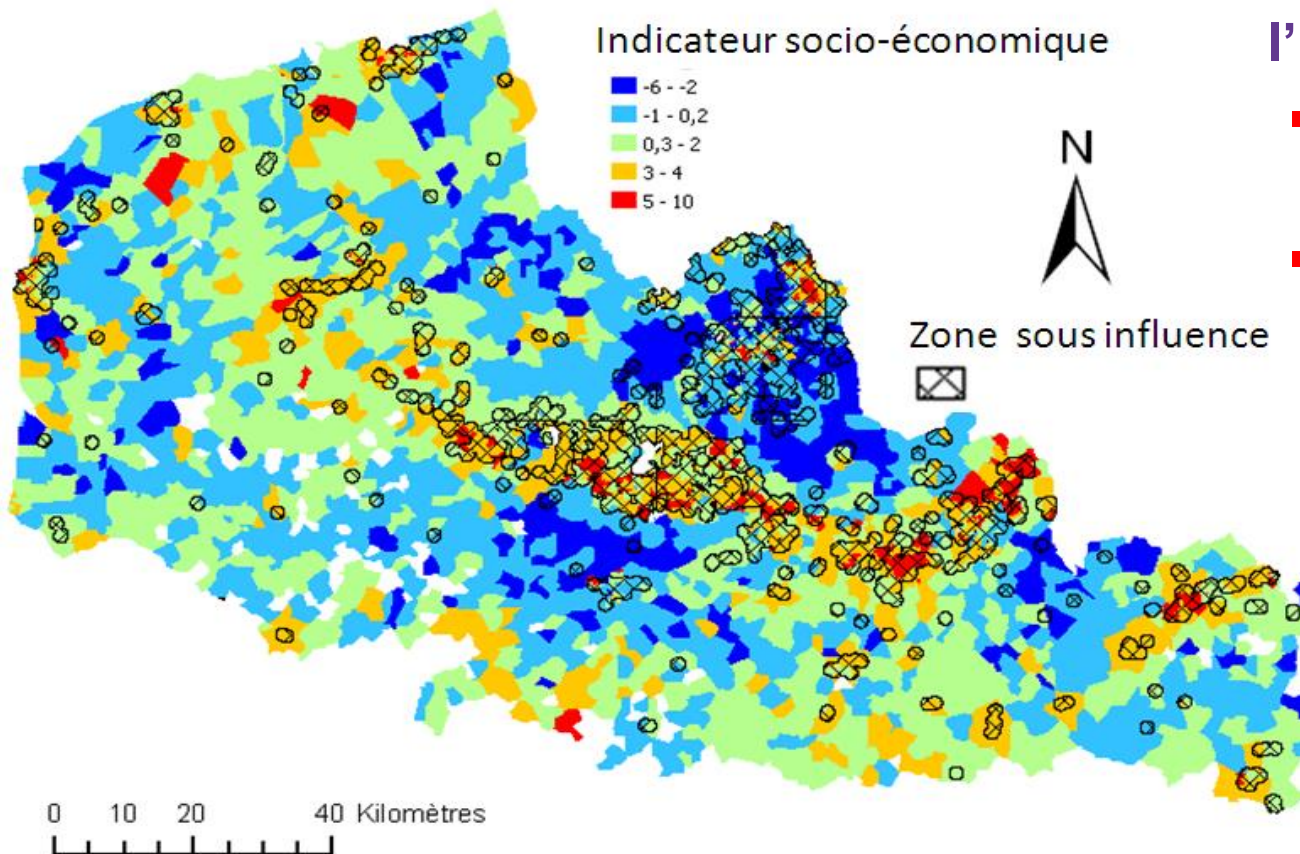 Indicateur socio-économique
l'
-6 - -2
-1 - 0,2
0,3 - 2
3 - 4
5 - 10
N
Zone sous influence
0 10 20 40 Kilomètres